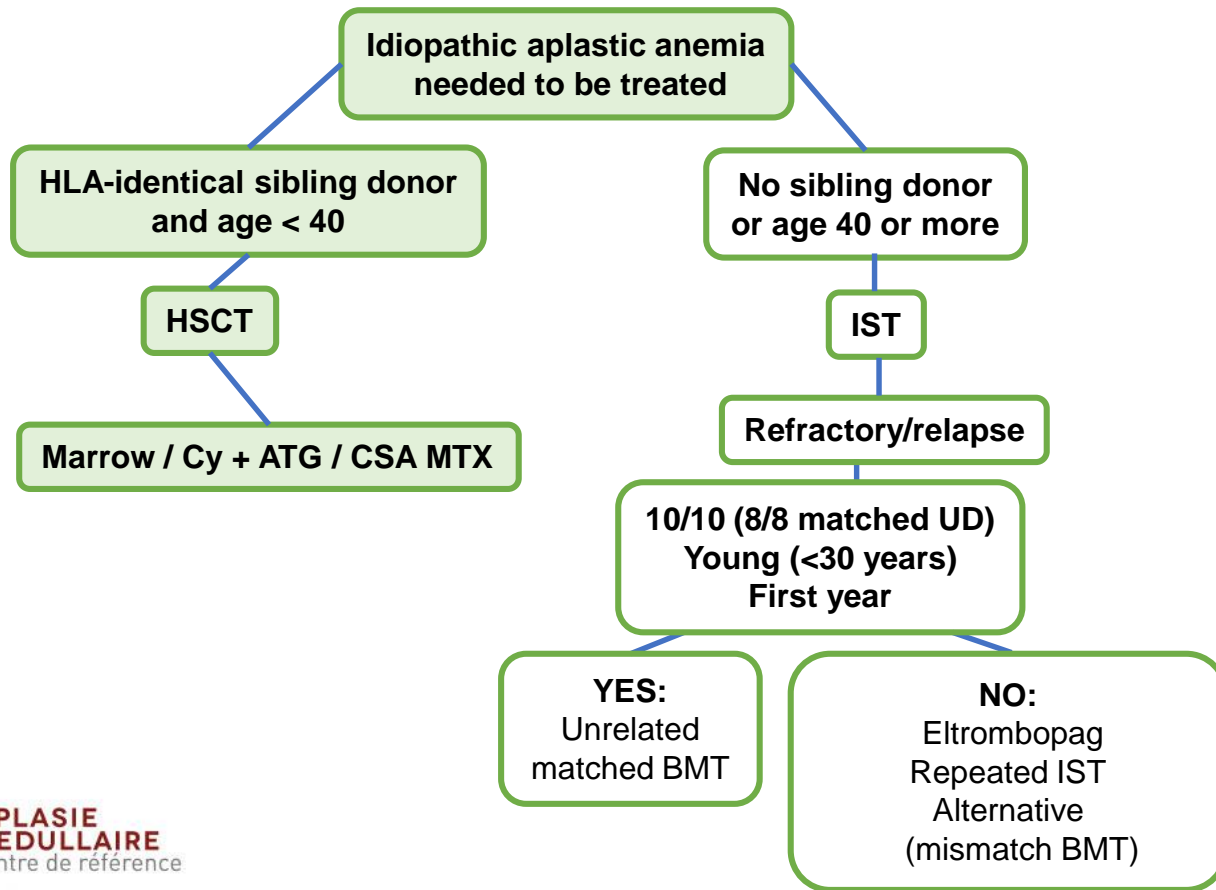 Idiopathic aplastic anemia
needed to be treated
HLA-identical sibling donor
and age < 40
No sibling donor
or age 40 or more
HSCT
IST
Marrow / Cy + ATG / CSA MTX
Refractory/relapse
10/10 (8/8 matched UD)
Young (<30 years)
First year
YES:
Unrelated
matched BMT
NO:
Eltrombopag
Repeated IST
Alternative
(mismatch BMT)
PLASIE
EDULLAIRE
ntre de référence